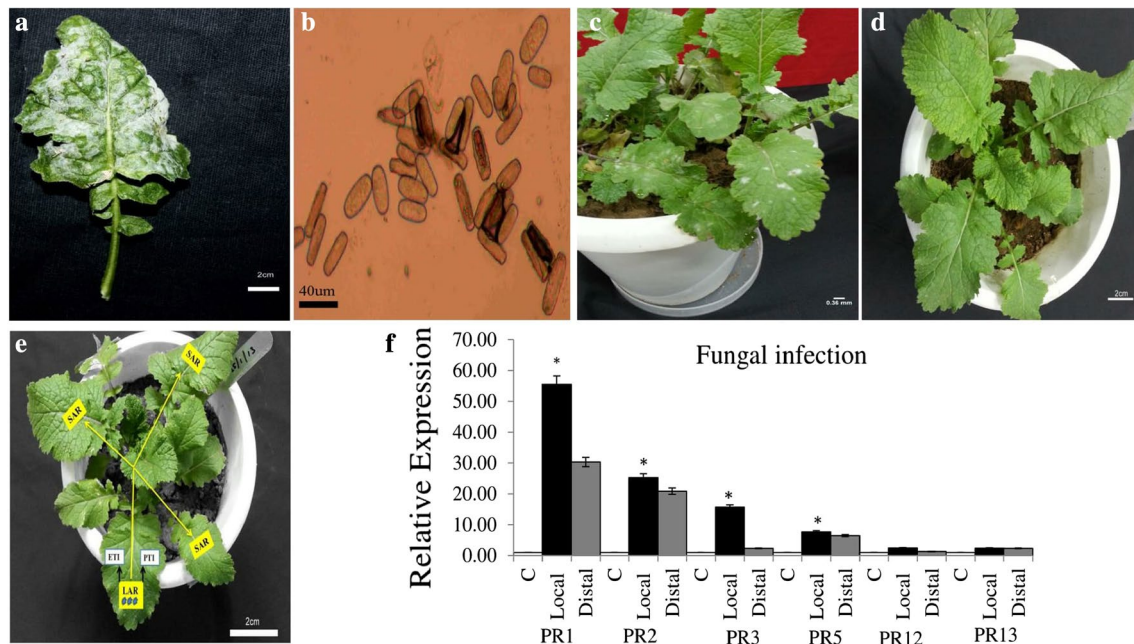 a
2cm
b
40um
c
0.36 mm
d
2cm
e
SAR
SAR
SAR
ETI
PTI
LAR
2cm
f
Fungal infection
Relative Expression
70.00
60.00
50.00
40.00
30.00
20.00
10.00
0.00
*
*
*
*
C Local Distal C Local Distal C Local Distal C Local Distal C Local Distal C Local Distal
PR1 PR2 PR3 PR5 PR12 PR13